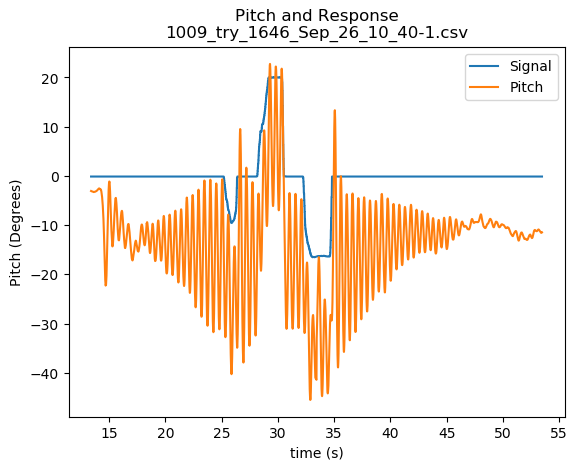 Pitch and Response
1009_try_1646_Sep_26_10_40-1.csv
Signal
Pitch
Pitch (Degrees)
20
10
0
−10
−20
−30
−40
15 20 25 30 35 40 45 50 55
time (s)